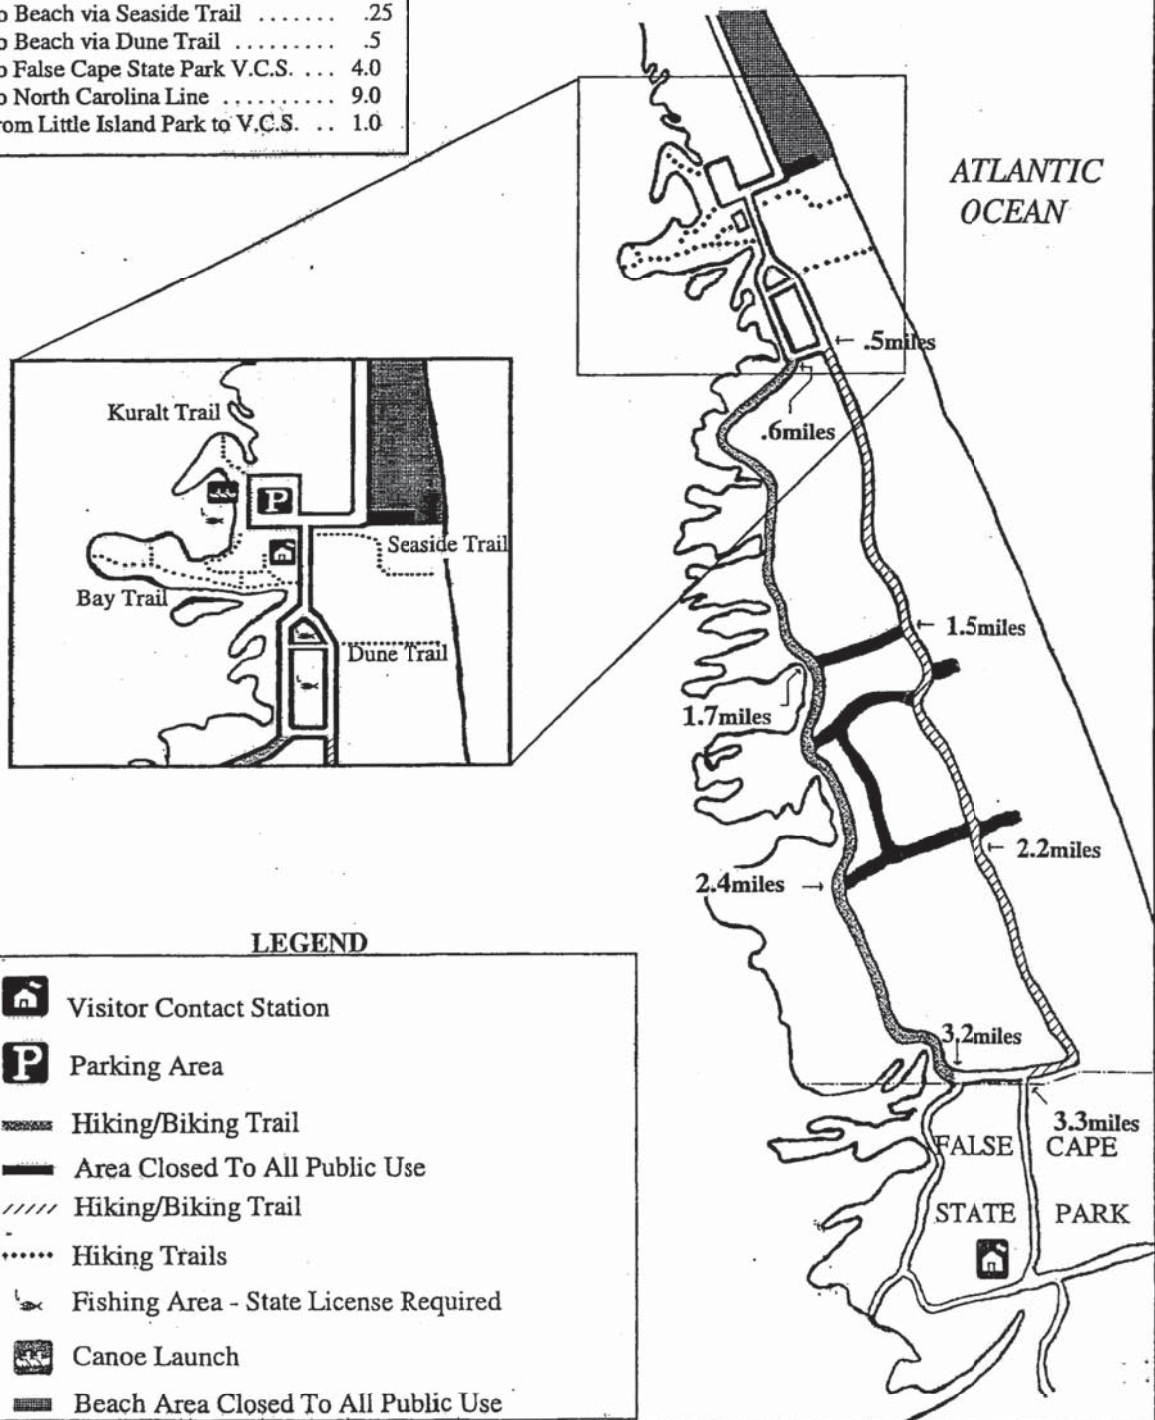 o Beach via Seaside Trail ....... .25
o Beach via Dune Trail ......... .5
o False Cape State Park V.C.S. ... 4.0
o North Carolina Line .......... 9.0
rom Little Island Park to V.C.S. .. 1.0
ATLANTIC
OCEAN
.5miles
.6miles
1.5miles
1.7miles
2.2miles
2.4miles
3.2miles
3.3miles
FALSE CAPE
STATE PARK
Kuralt Trail
P
Seaside Trail
Bay Trail
Dune Trail
LEGEND
Visitor Contact Station
P Parking Area
Hiking/Biking Trail
Area Closed To All Public Use
Hiking/Biking Trail
Hiking Trails
Fishing Area - State License Required
Canoe Launch
Beach Area Closed To All Public Use